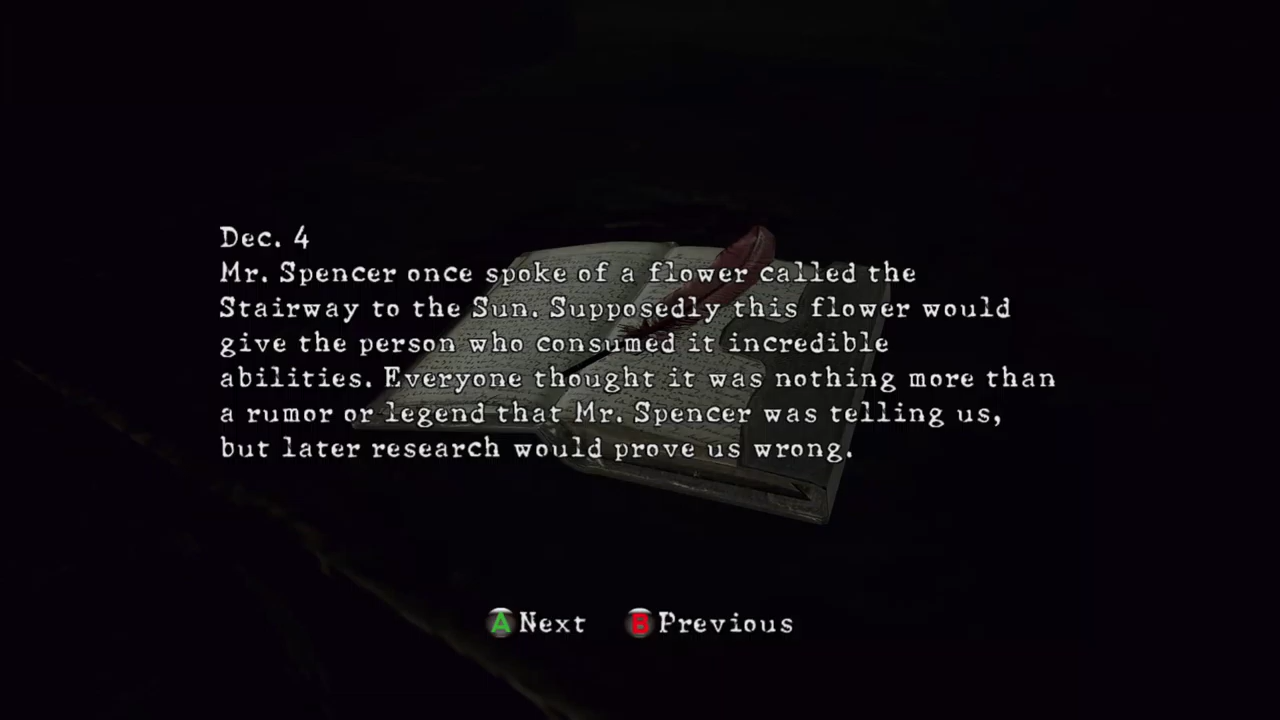 Dec. 4
Mr. Spencer once spoke of a flower called the
Stairway to the Sun. Supposedly this flower would
give the person who consumed it incredible
abilities. Everyone thought it was nothing more than
a rumor or legend that Mr. Spencer was telling us,
but later research would prove us wrong.
A Next B Previous